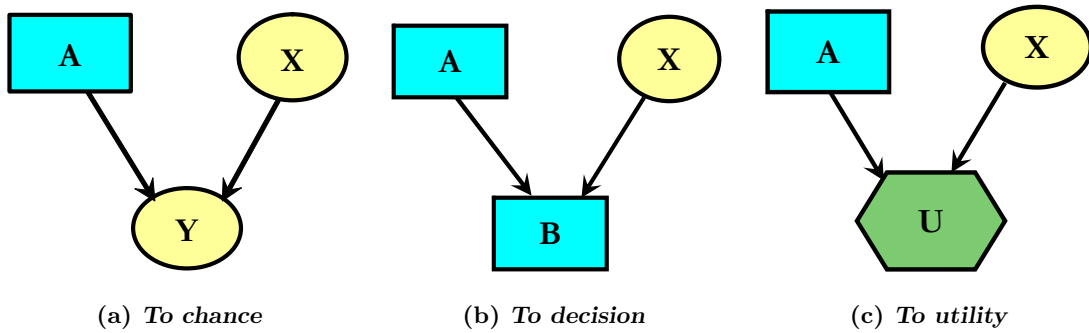 A X A X A X
Y B U
(a) To chance (b) To decision (c) To utility